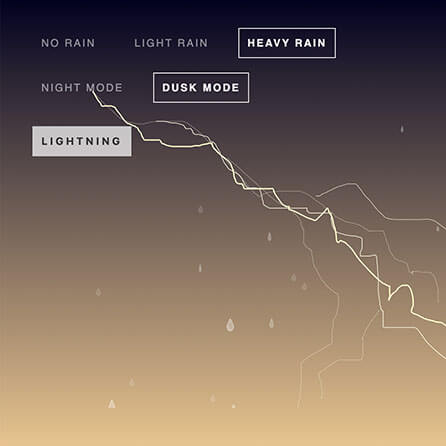 NO RAIN LIGHT RAIN HEAVY RAIN
NIGHT MODE DUSK MODE
LIGHTNING